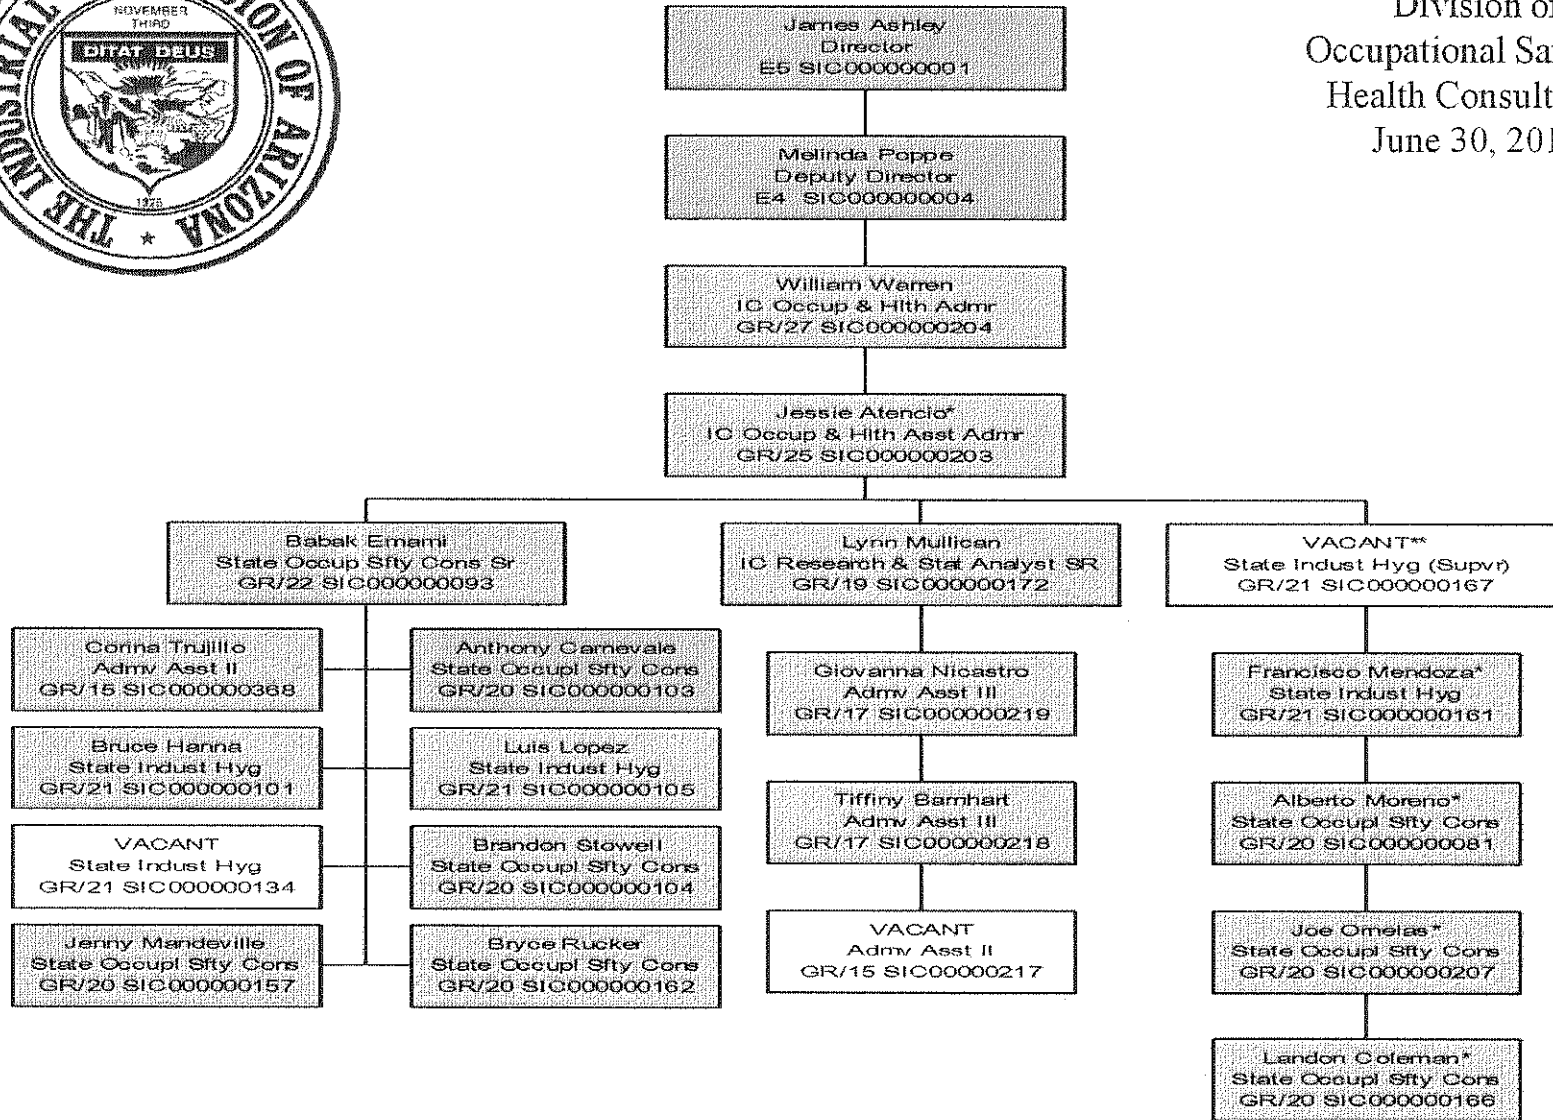 THE INDUSTRIAL
SION OF ARIZONA
NOVEMBER
THIRD
DITAT DEUS
Division of
Occupational Sa
Health Consult
June 30, 201
James Ashley
Director
E5 SIC000000001
Melinda Poppe
Deputy Director
E4 SIC000000004
William Warren
IC Occup & Hlth Admr
GR/27 SIC000000204
Jessie Atencio*
IC Occup & Hlth Asst Admr
GR/25 SIC000000203
Babak Emami
State Occup Sfty Cons Sr
GR/22 SIC000000093
Corina Trujillo
Admv Asst II
GR/15 SIC000000368
Anthony Carnevale
State Occupl Sfty Cons
GR/20 SIC000000103
Bruce Hanna
State Indust Hyg
GR/21 SIC000000101
Luis Lopez
State Indust Hyg
GR/21 SIC000000105
VACANT
State Indust Hyg
GR/21 SIC000000134
Brandon Stowell
State Occupl Sfty Cons
GR/20 SIC000000104
Jenny Mandeville
State Occupl Sfty Cons
GR/20 SIC000000157
Bryce Rucker
State Occupl Sfty Cons
GR/20 SIC000000162
Lynn Mullican
IC Research & Stat Analyst SR
GR/19 SIC000000172
Giovanna Nicastro
Admv Asst III
GR/17 SIC000000219
Tiffiny Barnhart
Admv Asst III
GR/17 SIC000000218
VACANT
Admv Asst II
GR/15 SIC00000217
VACANT**
State Indust Hyg (Supvr)
GR/21 SIC000000167
Francisco Mendoza*
State Indust Hyg
GR/21 SIC000000161
Alberto Moreno*
State Occupl Sfty Cons
GR/20 SIC000000081
Joe Ornelas*
State Occupl Sfty Cons
GR/20 SIC000000207
Landon Coleman*
State Occupl Sfty Cons
GR/20 SIC000000166